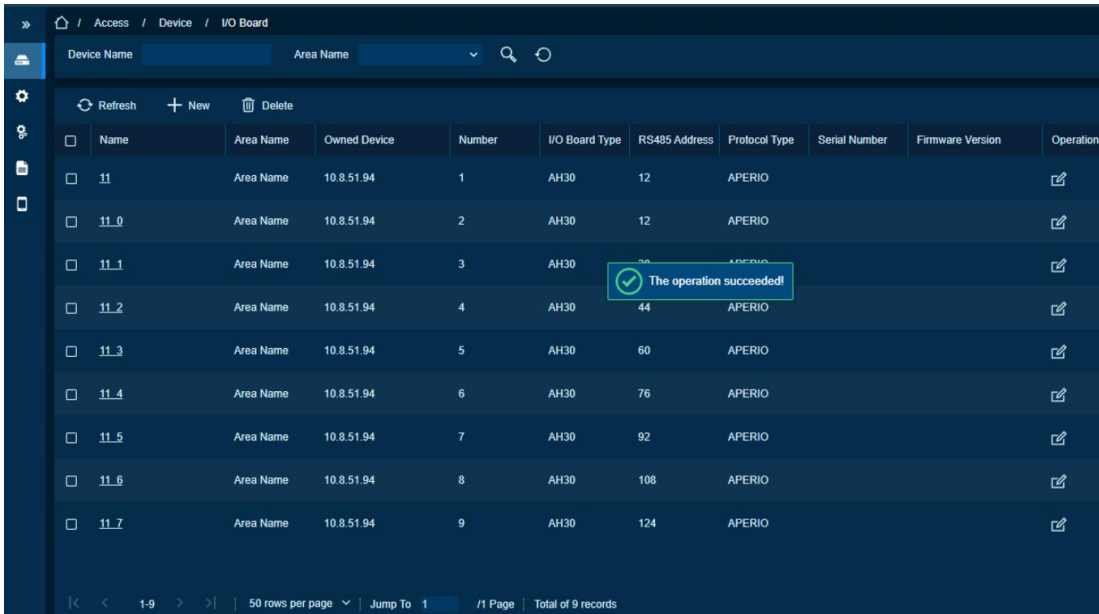 » / Access / Device / I/O Board
Device Name Area Name
Refresh New Delete
Name Area Name Owned Device Number I/O Board Type RS485 Address Protocol Type Serial Number Firmware Version Operation
11 Area Name 10.8.51.94 1 AH30 12 APERIO
11_0 Area Name 10.8.51.94 2 AH30 12 APERIO
11_1 Area Name 10.8.51.94 3 AH30 APERIO
The operation succeeded!
11_2 Area Name 10.8.51.94 4 AH30 44 APERIO
11_3 Area Name 10.8.51.94 5 AH30 60 APERIO
11_4 Area Name 10.8.51.94 6 AH30 76 APERIO
11_5 Area Name 10.8.51.94 7 AH30 92 APERIO
11_6 Area Name 10.8.51.94 8 AH30 108 APERIO
11_7 Area Name 10.8.51.94 9 AH30 124 APERIO
|< < 1-9 > >| 50 rows per page Jump To 1 /1 Page Total of 9 records